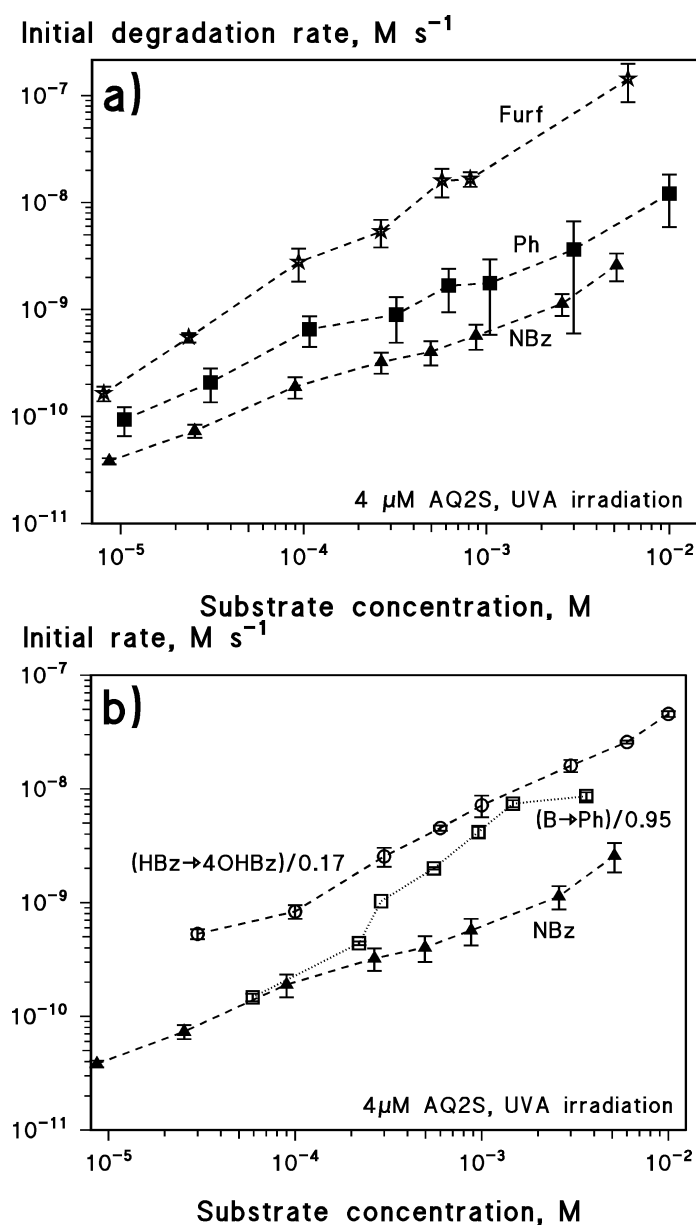 Initial degradation rate, M s⁻¹
a)
10⁻⁷
Furf
10⁻⁸
Ph
10⁻⁹
NBz
10⁻¹⁰
4 µM AQ2S, UVA irradiation
10⁻¹¹
10⁻⁵ 10⁻⁴ 10⁻³ 10⁻²
Substrate concentration, M
Initial rate, M s⁻¹
10⁻⁷
b)
10⁻⁸
(B→Ph)/0.95
(HBz→4OHBz)/0.17
10⁻⁹
NBz
10⁻¹⁰
4µM AQ2S, UVA irradiation
10⁻¹¹
10⁻⁵ 10⁻⁴ 10⁻³ 10⁻²
Substrate concentration, M